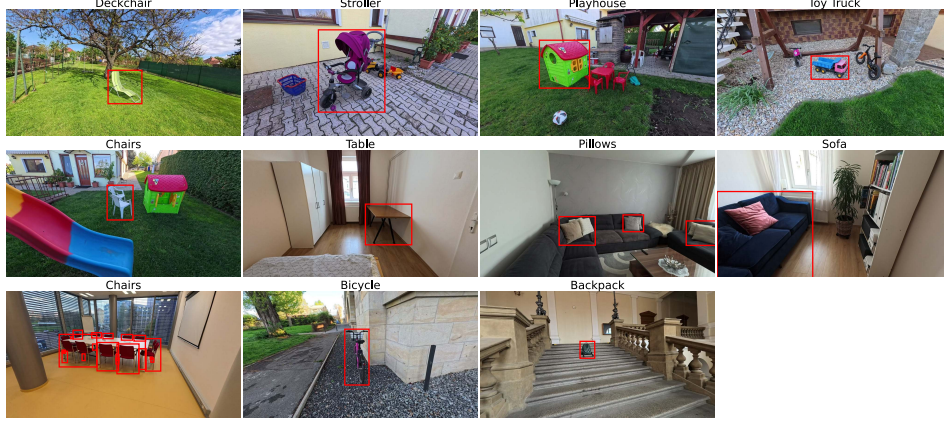 Deckchair
Stroller
Playhouse
Toy Truck
Chairs
Table
Pillows
Sofa
Chairs
Bicycle
Backpack